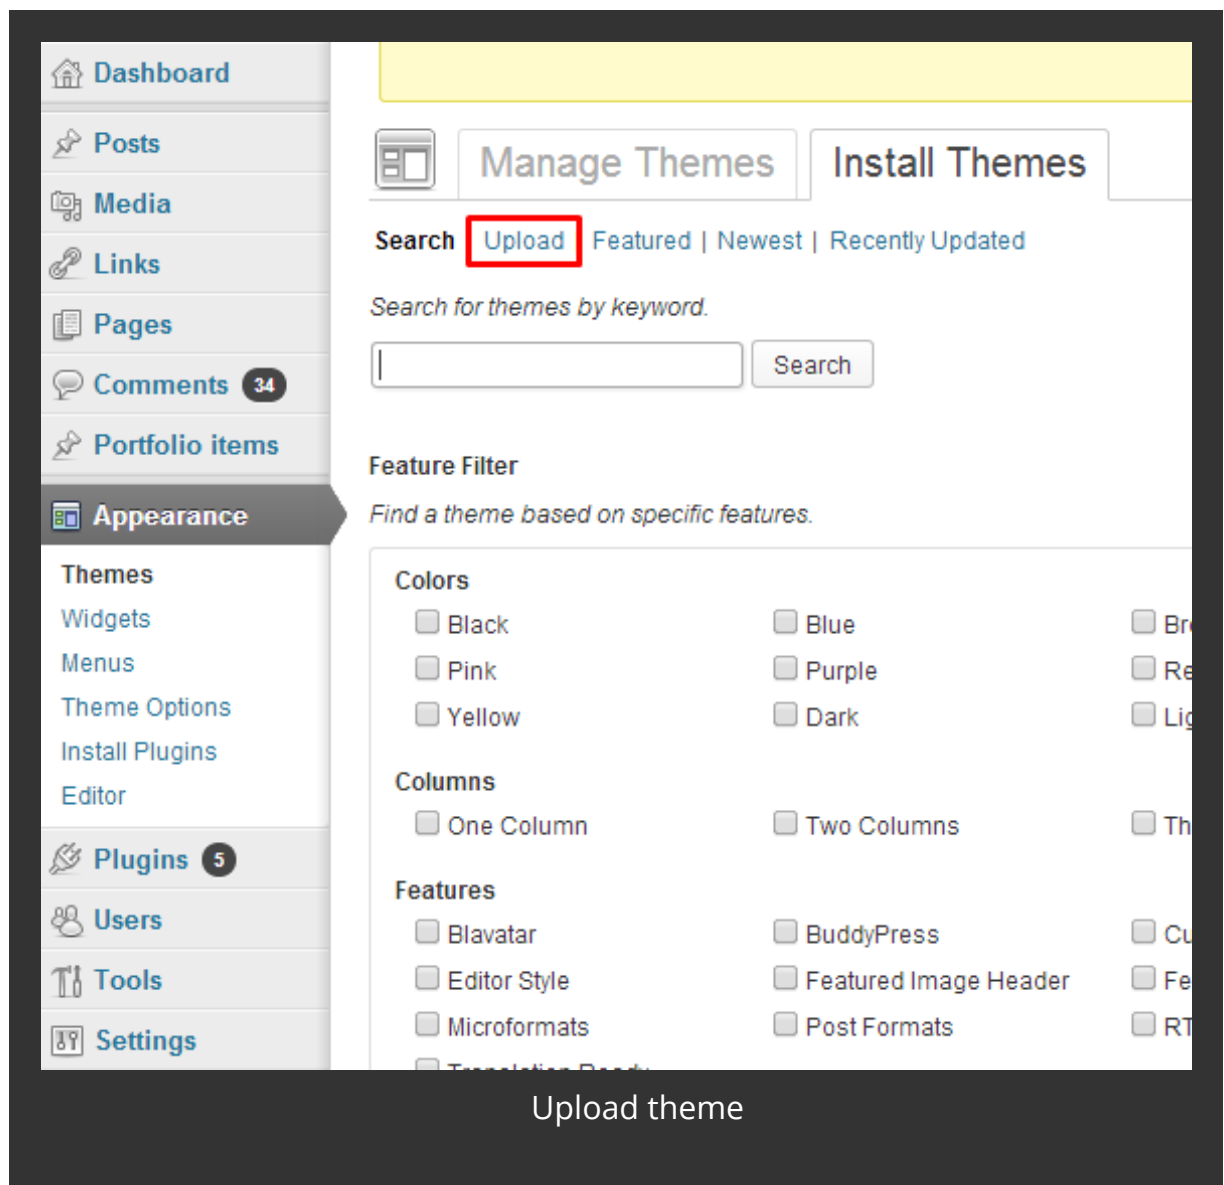 Dashboard
Posts
Media
Links
Pages
Comments 34
Portfolio items
Appearance
Themes
Widgets
Menus
Theme Options
Install Plugins
Editor
Plugins 5
Users
Tools
Settings
Manage Themes Install Themes
Search Upload Featured | Newest | Recently Updated
Search for themes by keyword.
Search
Feature Filter
Find a theme based on specific features.
Colors
Black Blue
Pink Purple
Yellow Dark
Columns
One Column Two Columns
Features
Blavatar BuddyPress
Editor Style Featured Image Header
Microformats Post Formats
Translation Ready
Upload theme